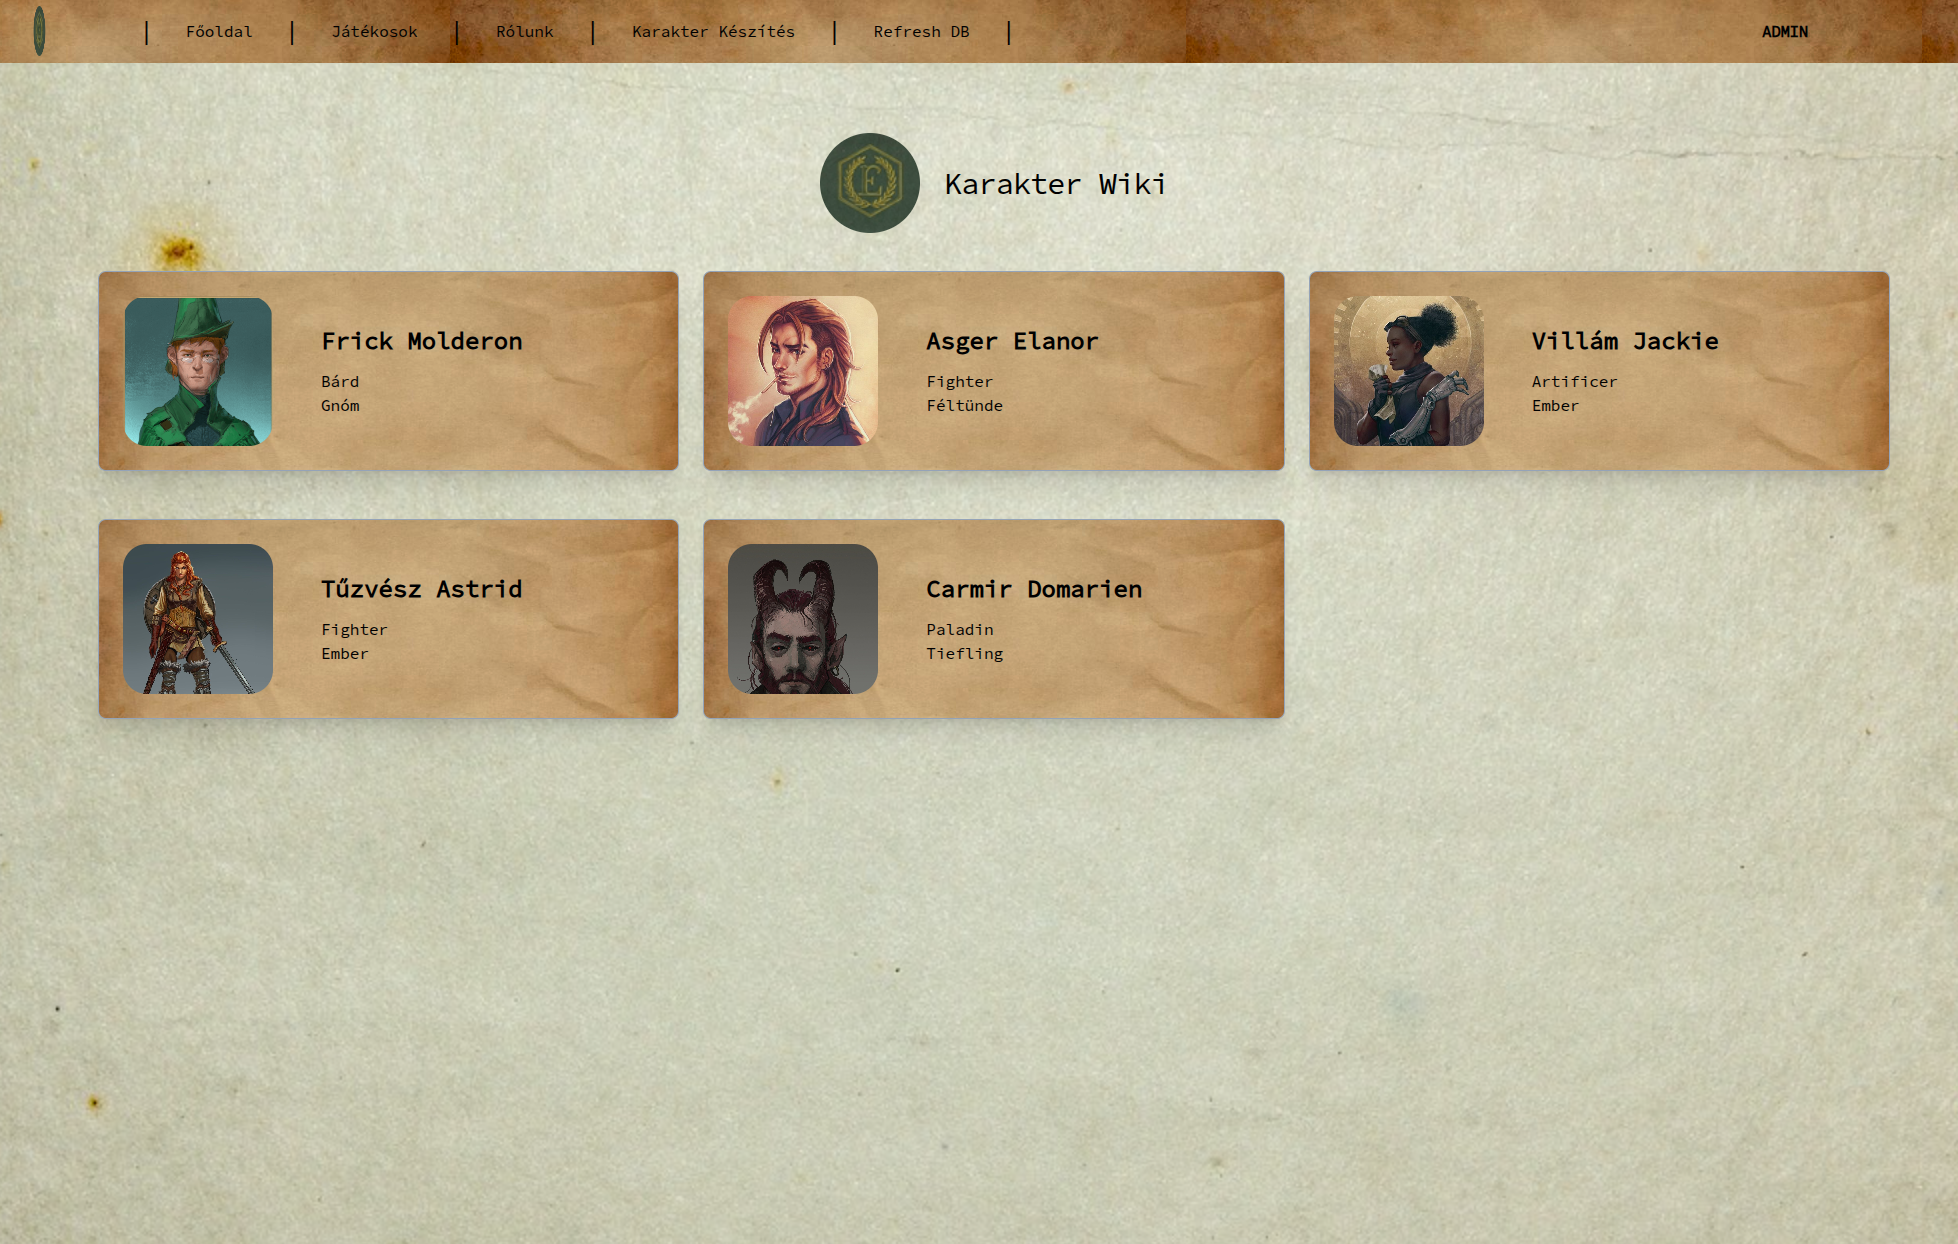 Főoldal
Játékosok
Rólunk
Karakter Készítés
Refresh DB
ADMIN
E
Karakter Wiki
Frick Molderon
Bárd
Gnóm
Asger Elanor
Fighter
Féltünde
Villám Jackie
Artificer
Ember
Tűzvész Astrid
Fighter
Ember
Carmir Domarien
Paladin
Tiefling